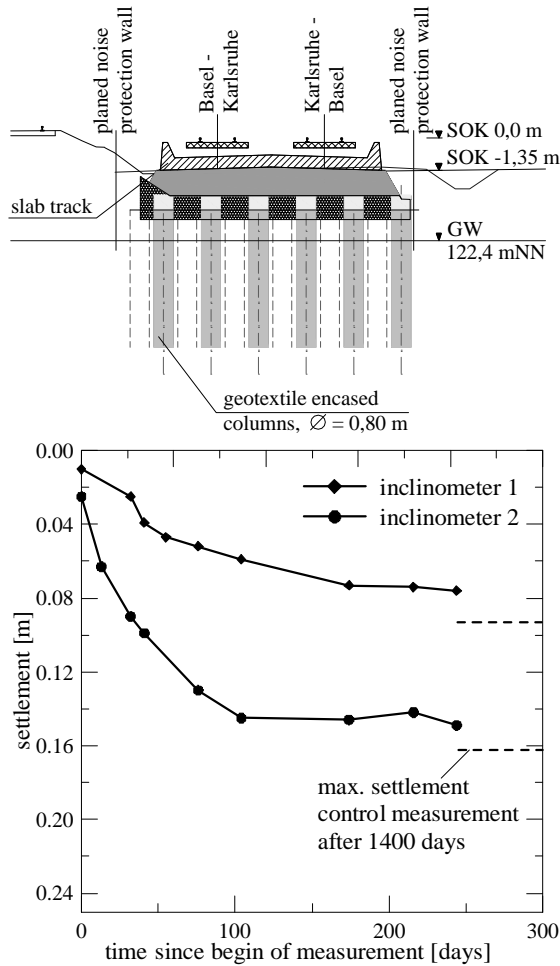 planed noise
protection wall
Basel -
Karlsruhe
Karlsruhe -
Basel
planed noise
protection wall
SOK 0,0 m
SOK -1,35 m
slab track
GW
122,4 mNN
geotextile encased
columns, ∅ = 0,80 m
0.00
0.04
0.08
0.12
0.16
0.20
0.24
settlement [m]
inclinometer 1
inclinometer 2
max. settlement
control measurement
after 1400 days
0
100
200
300
time since begin of measurement [days]